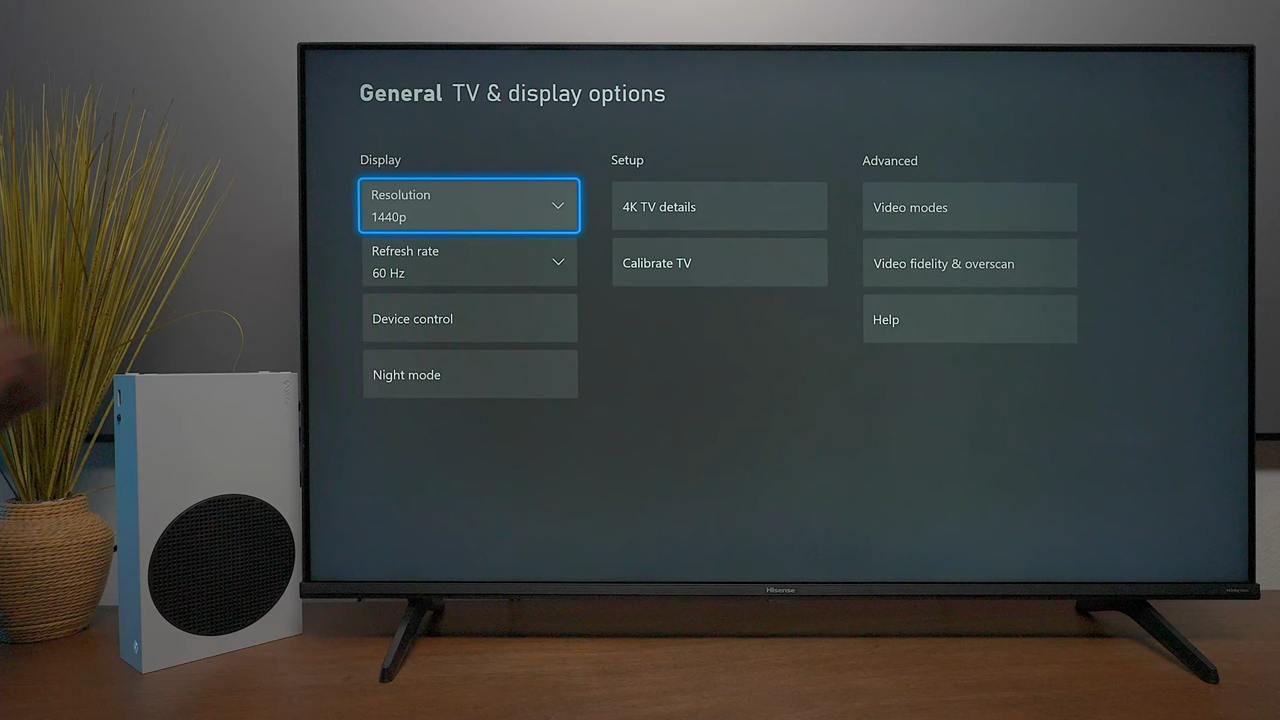 General TV & display options
Display
Resolution
1440p
Refresh rate
60 Hz
Device control
Night mode
Setup
4K TV details
Calibrate TV
Advanced
Video modes
Video fidelity & overscan
Help
Hisense